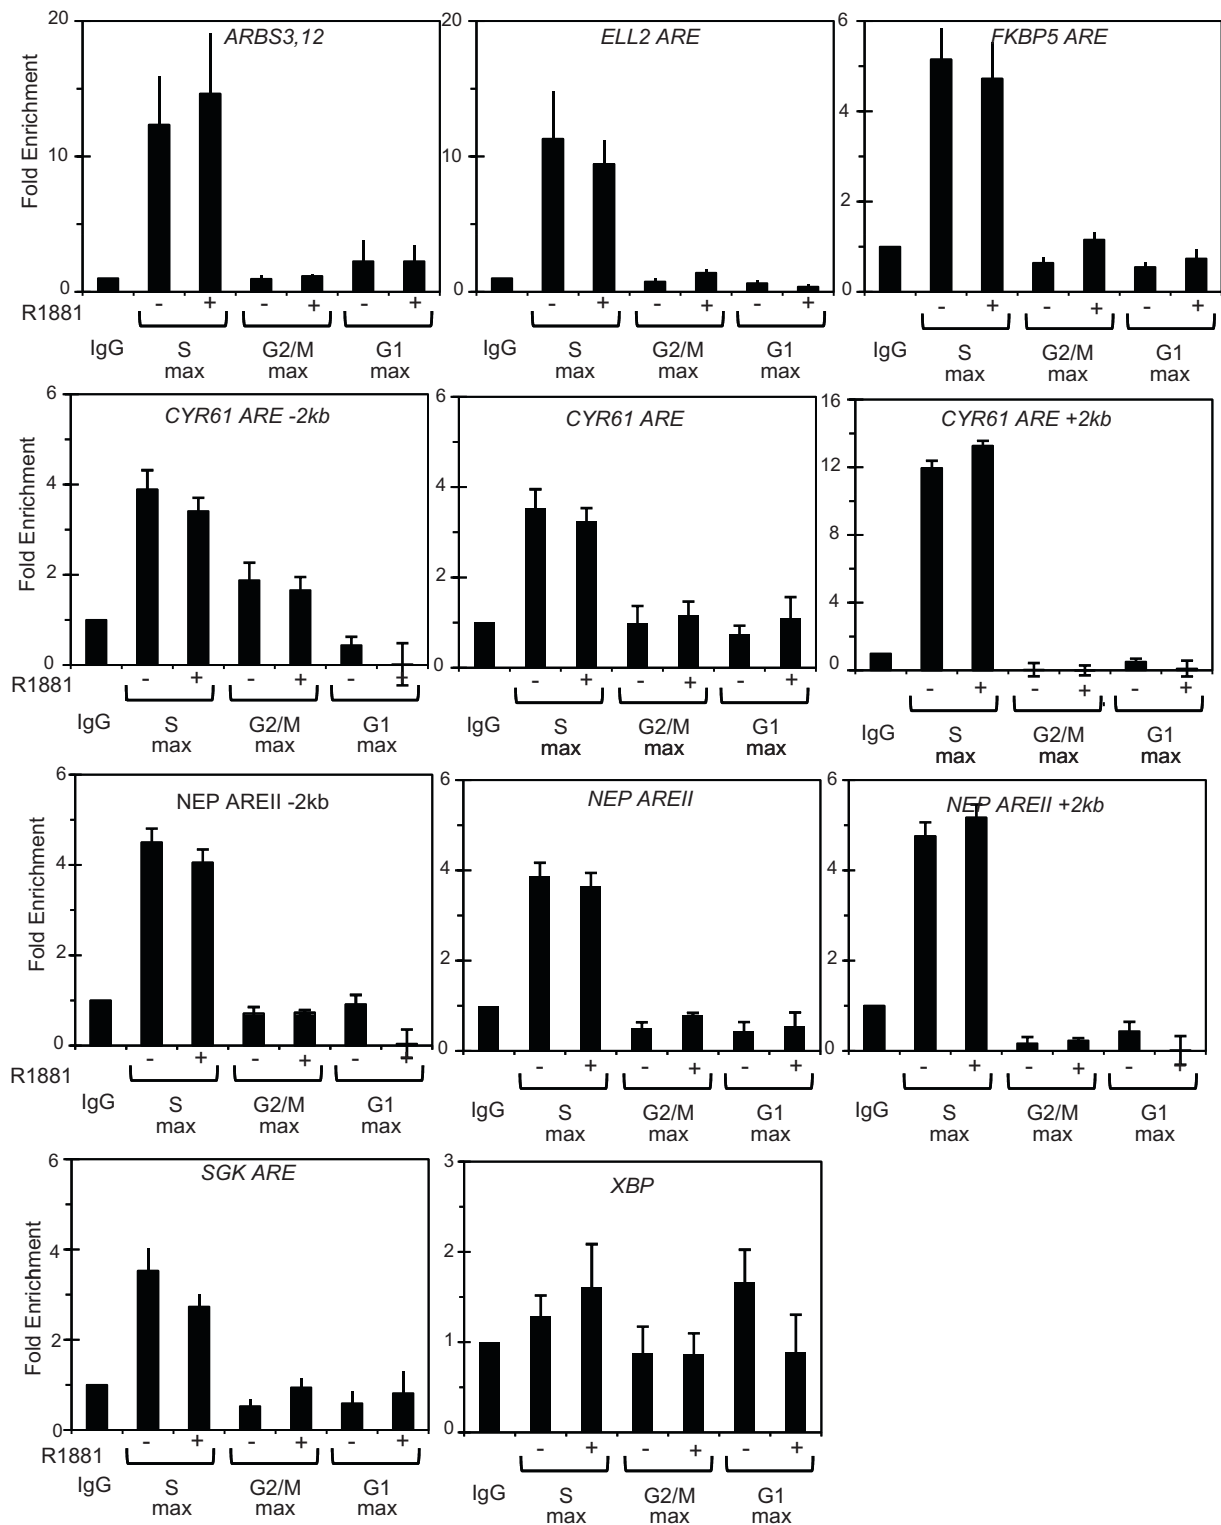 ARBS3,12
20
10
0
Fold Enrichment
R1881 - + - + - +
IgG S G2/M G1
max max max
ELL2 ARE
20
10
0
- + - + - +
IgG S G2/M G1
max max max
FKBP5 ARE
6
4
2
0
- + - + - +
IgG S G2/M G1
max max max
CYR61 ARE -2kb
6
4
2
0
Fold Enrichment
R1881 - + - + - +
IgG S G2/M G1
max max max
CYR61 ARE
6
4
2
0
- + - + - +
IgG S G2/M G1
max max max
CYR61 ARE +2kb
16
12
8
4
0
- + - + - +
IgG S G2/M G1
max max max
NEP AREII -2kb
6
4
2
0
Fold Enrichment
R1881 - + - + - +
IgG S G2/M G1
max max max
NEP AREII
6
4
2
0
- + - + - +
IgG S G2/M G1
max max max
NEP AREII +2kb
6
4
2
0
- + - + - +
IgG S G2/M G1
max max max
SGK ARE
6
4
2
0
Fold Enrichment
R1881 - + - + - +
IgG S G2/M G1
max max max
XBP
3
2
1
0
- + - + - +
IgG S G2/M G1
max max max